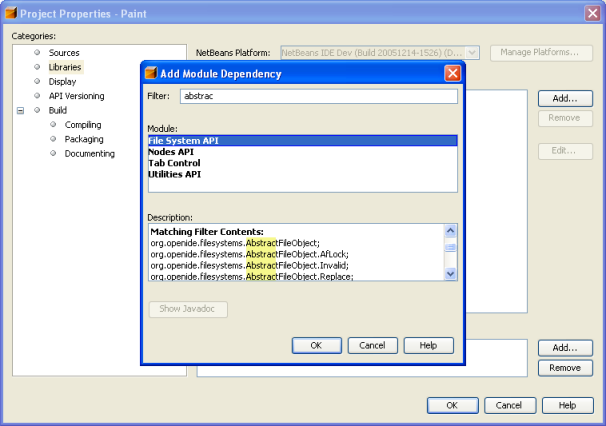 Project Properties - Paint
Categories:
Sources
Libraries
Display
API Versioning
Build
Compiling
Packaging
Documenting
NetBeans Platform:
NetBeans IDE Dev (Build 20051214-1526) (D...
Manage Platforms...
Add...
Remove
Edit...
Add Module Dependency
Filter:
abstrac
Module:
File System API
Nodes API
Tab Control
Utilities API
Description:
Matching Filter Contents:
org.openide.filesystems.AbstractFileObject;
org.openide.filesystems.AbstractFileObject.AfLock;
org.openide.filesystems.AbstractFileObject.Invalid;
org.openide.filesystems.AbstractFileObject.Replace;
Show Javadoc
OK
Cancel
Help
Add...
Remove
OK
Cancel
Help